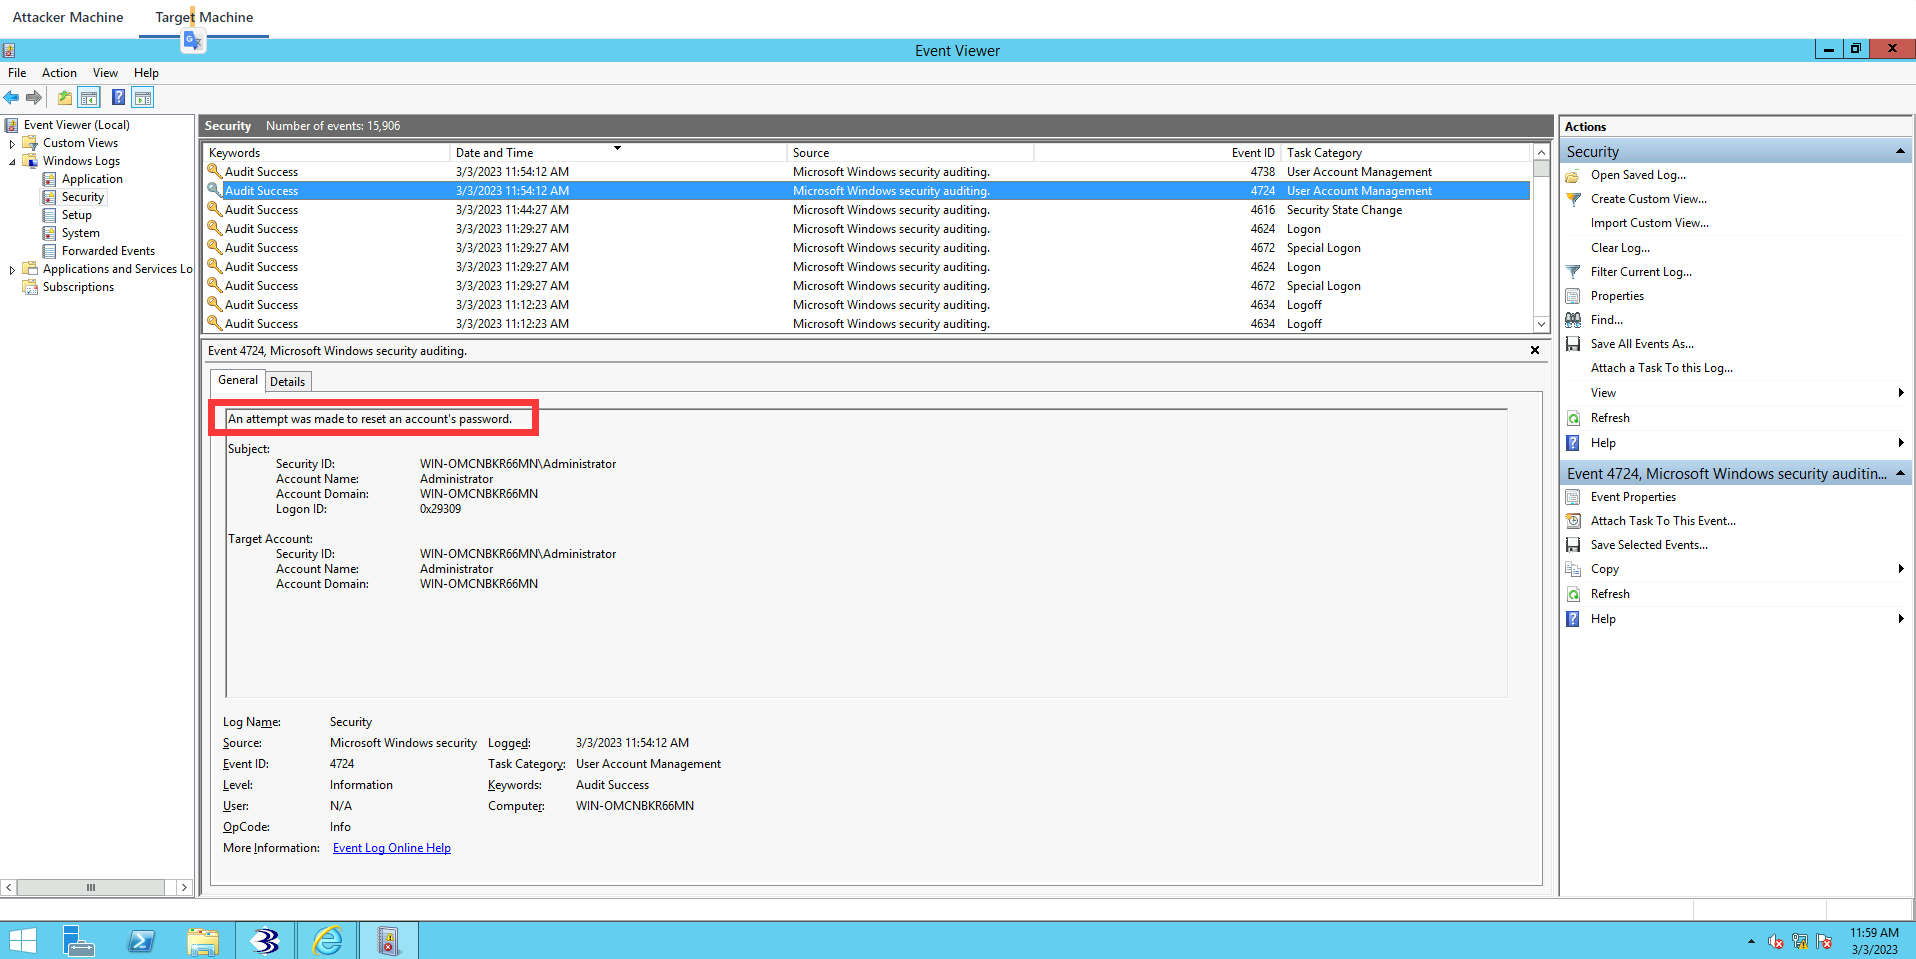 Attacker Machine Target Machine
Event Viewer
File Action View Help
Event Viewer (Local)
Custom Views
Windows Logs
Application
Security
Setup
System
Forwarded Events
Applications and Services Lo
Subscriptions
Security Number of events: 15,906
Keywords Date and Time Source Event ID Task Category
Audit Success 3/3/2023 11:54:12 AM Microsoft Windows security auditing. 4738 User Account Management
Audit Success 3/3/2023 11:54:12 AM Microsoft Windows security auditing. 4724 User Account Management
Audit Success 3/3/2023 11:44:27 AM Microsoft Windows security auditing. 4616 Security State Change
Audit Success 3/3/2023 11:29:27 AM Microsoft Windows security auditing. 4624 Logon
Audit Success 3/3/2023 11:29:27 AM Microsoft Windows security auditing. 4672 Special Logon
Audit Success 3/3/2023 11:29:27 AM Microsoft Windows security auditing. 4624 Logon
Audit Success 3/3/2023 11:29:27 AM Microsoft Windows security auditing. 4672 Special Logon
Audit Success 3/3/2023 11:12:23 AM Microsoft Windows security auditing. 4634 Logoff
Audit Success 3/3/2023 11:12:23 AM Microsoft Windows security auditing. 4634 Logoff
Event 4724, Microsoft Windows security auditing.
General Details
An attempt was made to reset an account's password.
Subject:
Security ID: WIN-OMCNBKR66MN\Administrator
Account Name: Administrator
Account Domain: WIN-OMCNBKR66MN
Logon ID: 0x29309
Target Account:
Security ID: WIN-OMCNBKR66MN\Administrator
Account Name: Administrator
Account Domain: WIN-OMCNBKR66MN
Log Name: Security
Source: Microsoft Windows security Logged: 3/3/2023 11:54:12 AM
Event ID: 4724 Task Category: User Account Management
Level: Information Keywords: Audit Success
User: N/A Computer: WIN-OMCNBKR66MN
OpCode: Info
More Information: Event Log Online Help
Actions
Security
Open Saved Log...
Create Custom View...
Import Custom View...
Clear Log...
Filter Current Log...
Properties
Find...
Save All Events As...
Attach a Task To this Log...
View
Refresh
Help
Event 4724, Microsoft Windows security auditin...
Event Properties
Attach Task To This Event...
Save Selected Events...
Copy
Refresh
Help
11:59 AM
3/3/2023